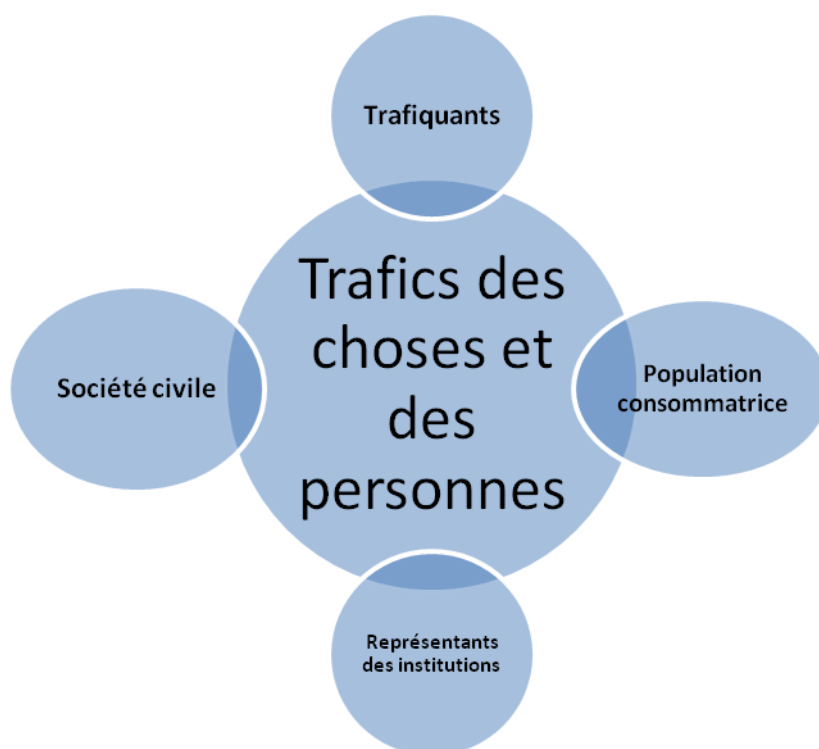 Trafiquants
Trafics des
choses et
des
personnes
Société civile
Population
consommatrice
Représentants
des institutions